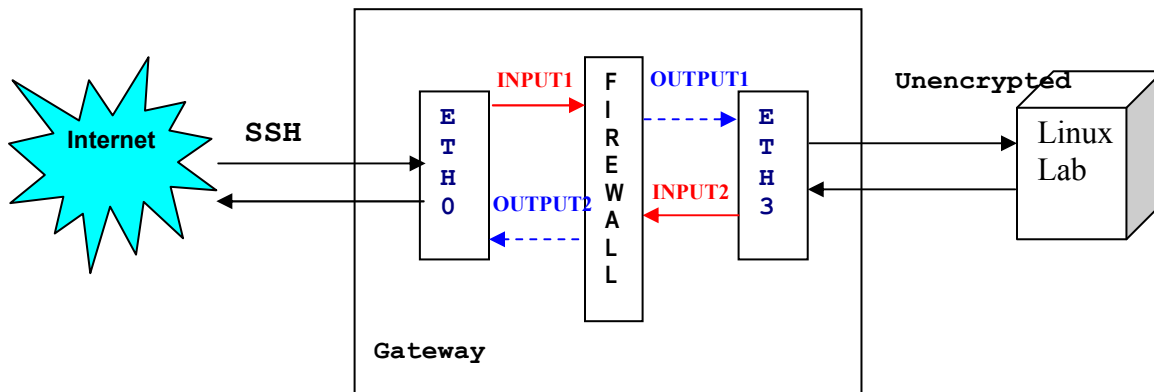 Internet
SSH
ETH0
INPUT1
OUTPUT2
FIREWALL
OUTPUT1
INPUT2
ETH3
Unencrypted
Linux
Lab
Gateway